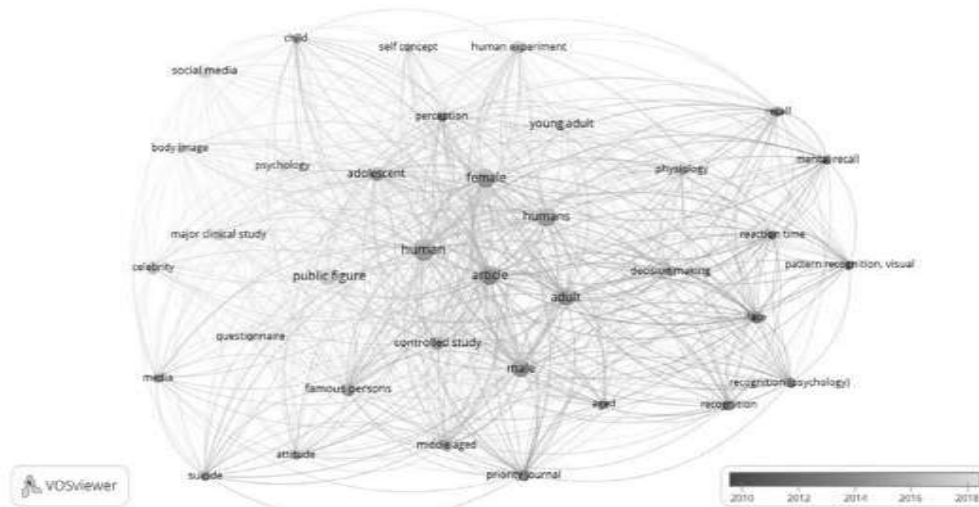 child
self concept
human experiment
social media
perception
young adult
recall
body image
psychology
adolescent
female
physiology
mental recall
humans
major clinical study
human
reaction time
celebrity
public figure
article
decision making
pattern recognition, visual
adult
face
questionnaire
controlled study
male
media
famous persons
aged
recognition
recognition (psychology)
middle aged
attitude
suicide
priority journal
VOSviewer
2010 2012 2014 2016 2018